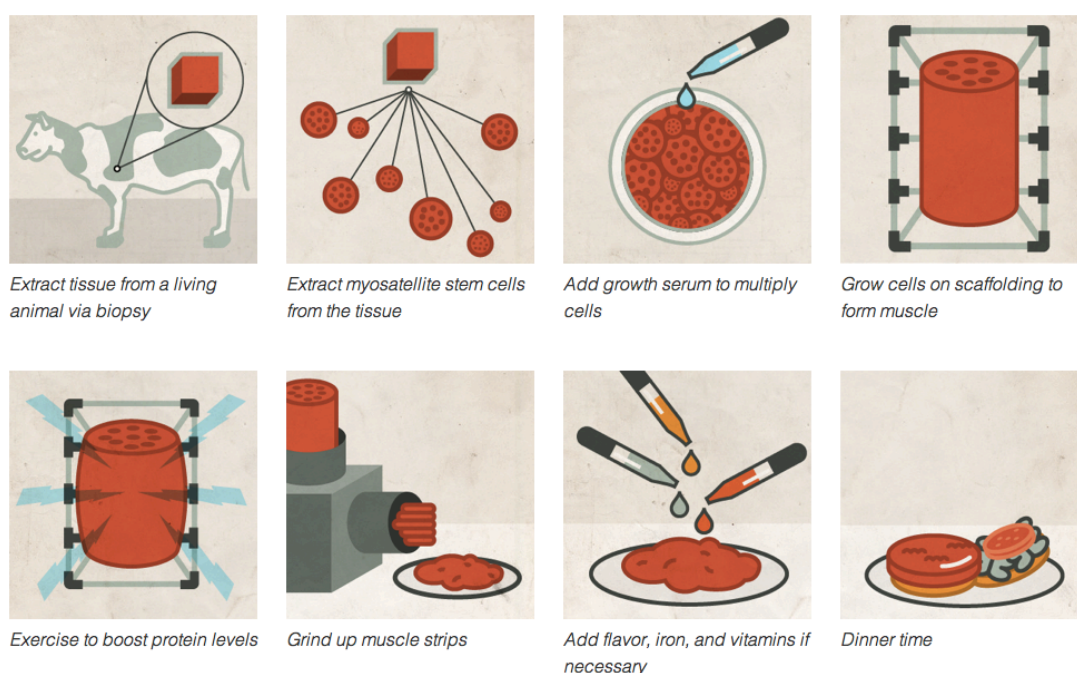 Extract tissue from a living
animal via biopsy
Extract myosatellite stem cells
from the tissue
Add growth serum to multiply
cells
Grow cells on scaffolding to
form muscle
Exercise to boost protein levels
Grind up muscle strips
Add flavor, iron, and vitamins if
necessary
Dinner time